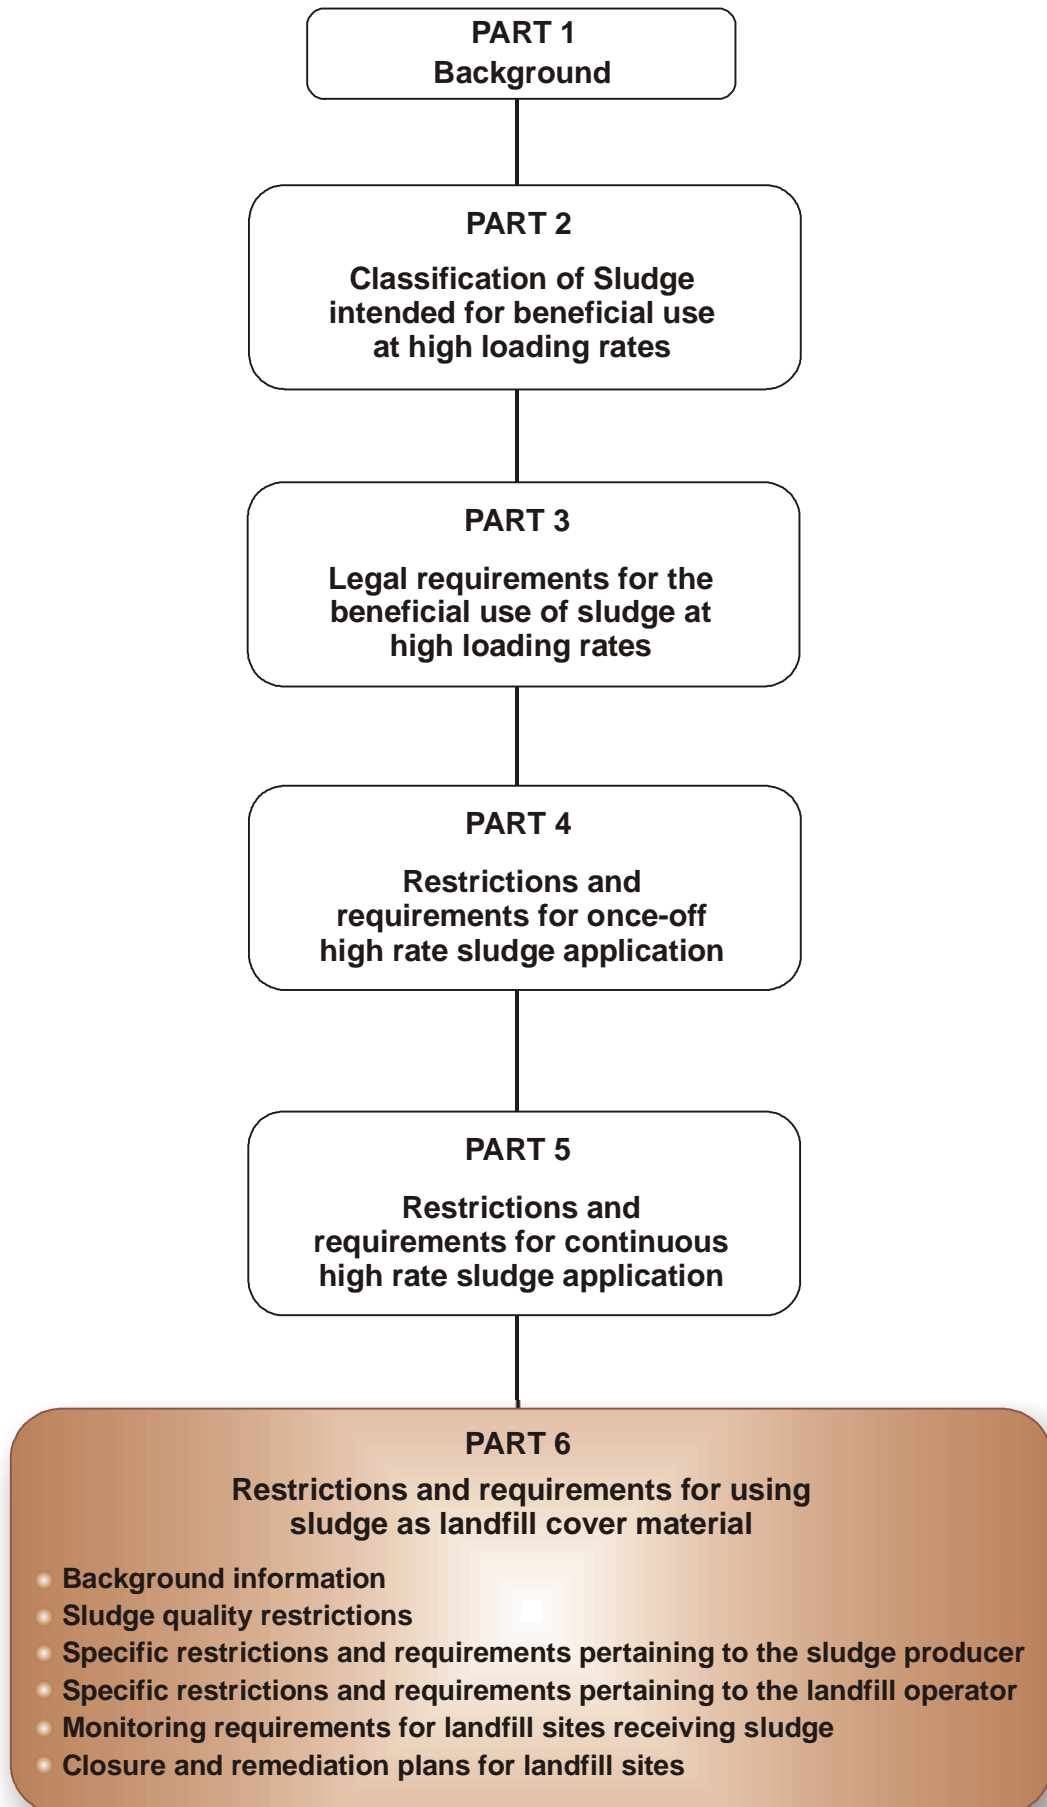 PART 1
Background
PART 2
Classification of Sludge
intended for beneficial use
at high loading rates
PART 3
Legal requirements for the
beneficial use of sludge at
high loading rates
PART 4
Restrictions and
requirements for once-off
high rate sludge application
PART 5
Restrictions and
requirements for continuous
high rate sludge application
PART 6
Restrictions and requirements for using
sludge as landfill cover material
Background information
Sludge quality restrictions
Specific restrictions and requirements pertaining to the sludge producer
Specific restrictions and requirements pertaining to the landfill operator
Monitoring requirements for landfill sites receiving sludge
Closure and remediation plans for landfill sites